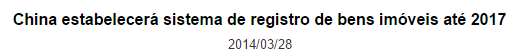 China estabelecerá sistema de registro de bens imóveis até 2017
2014/03/28